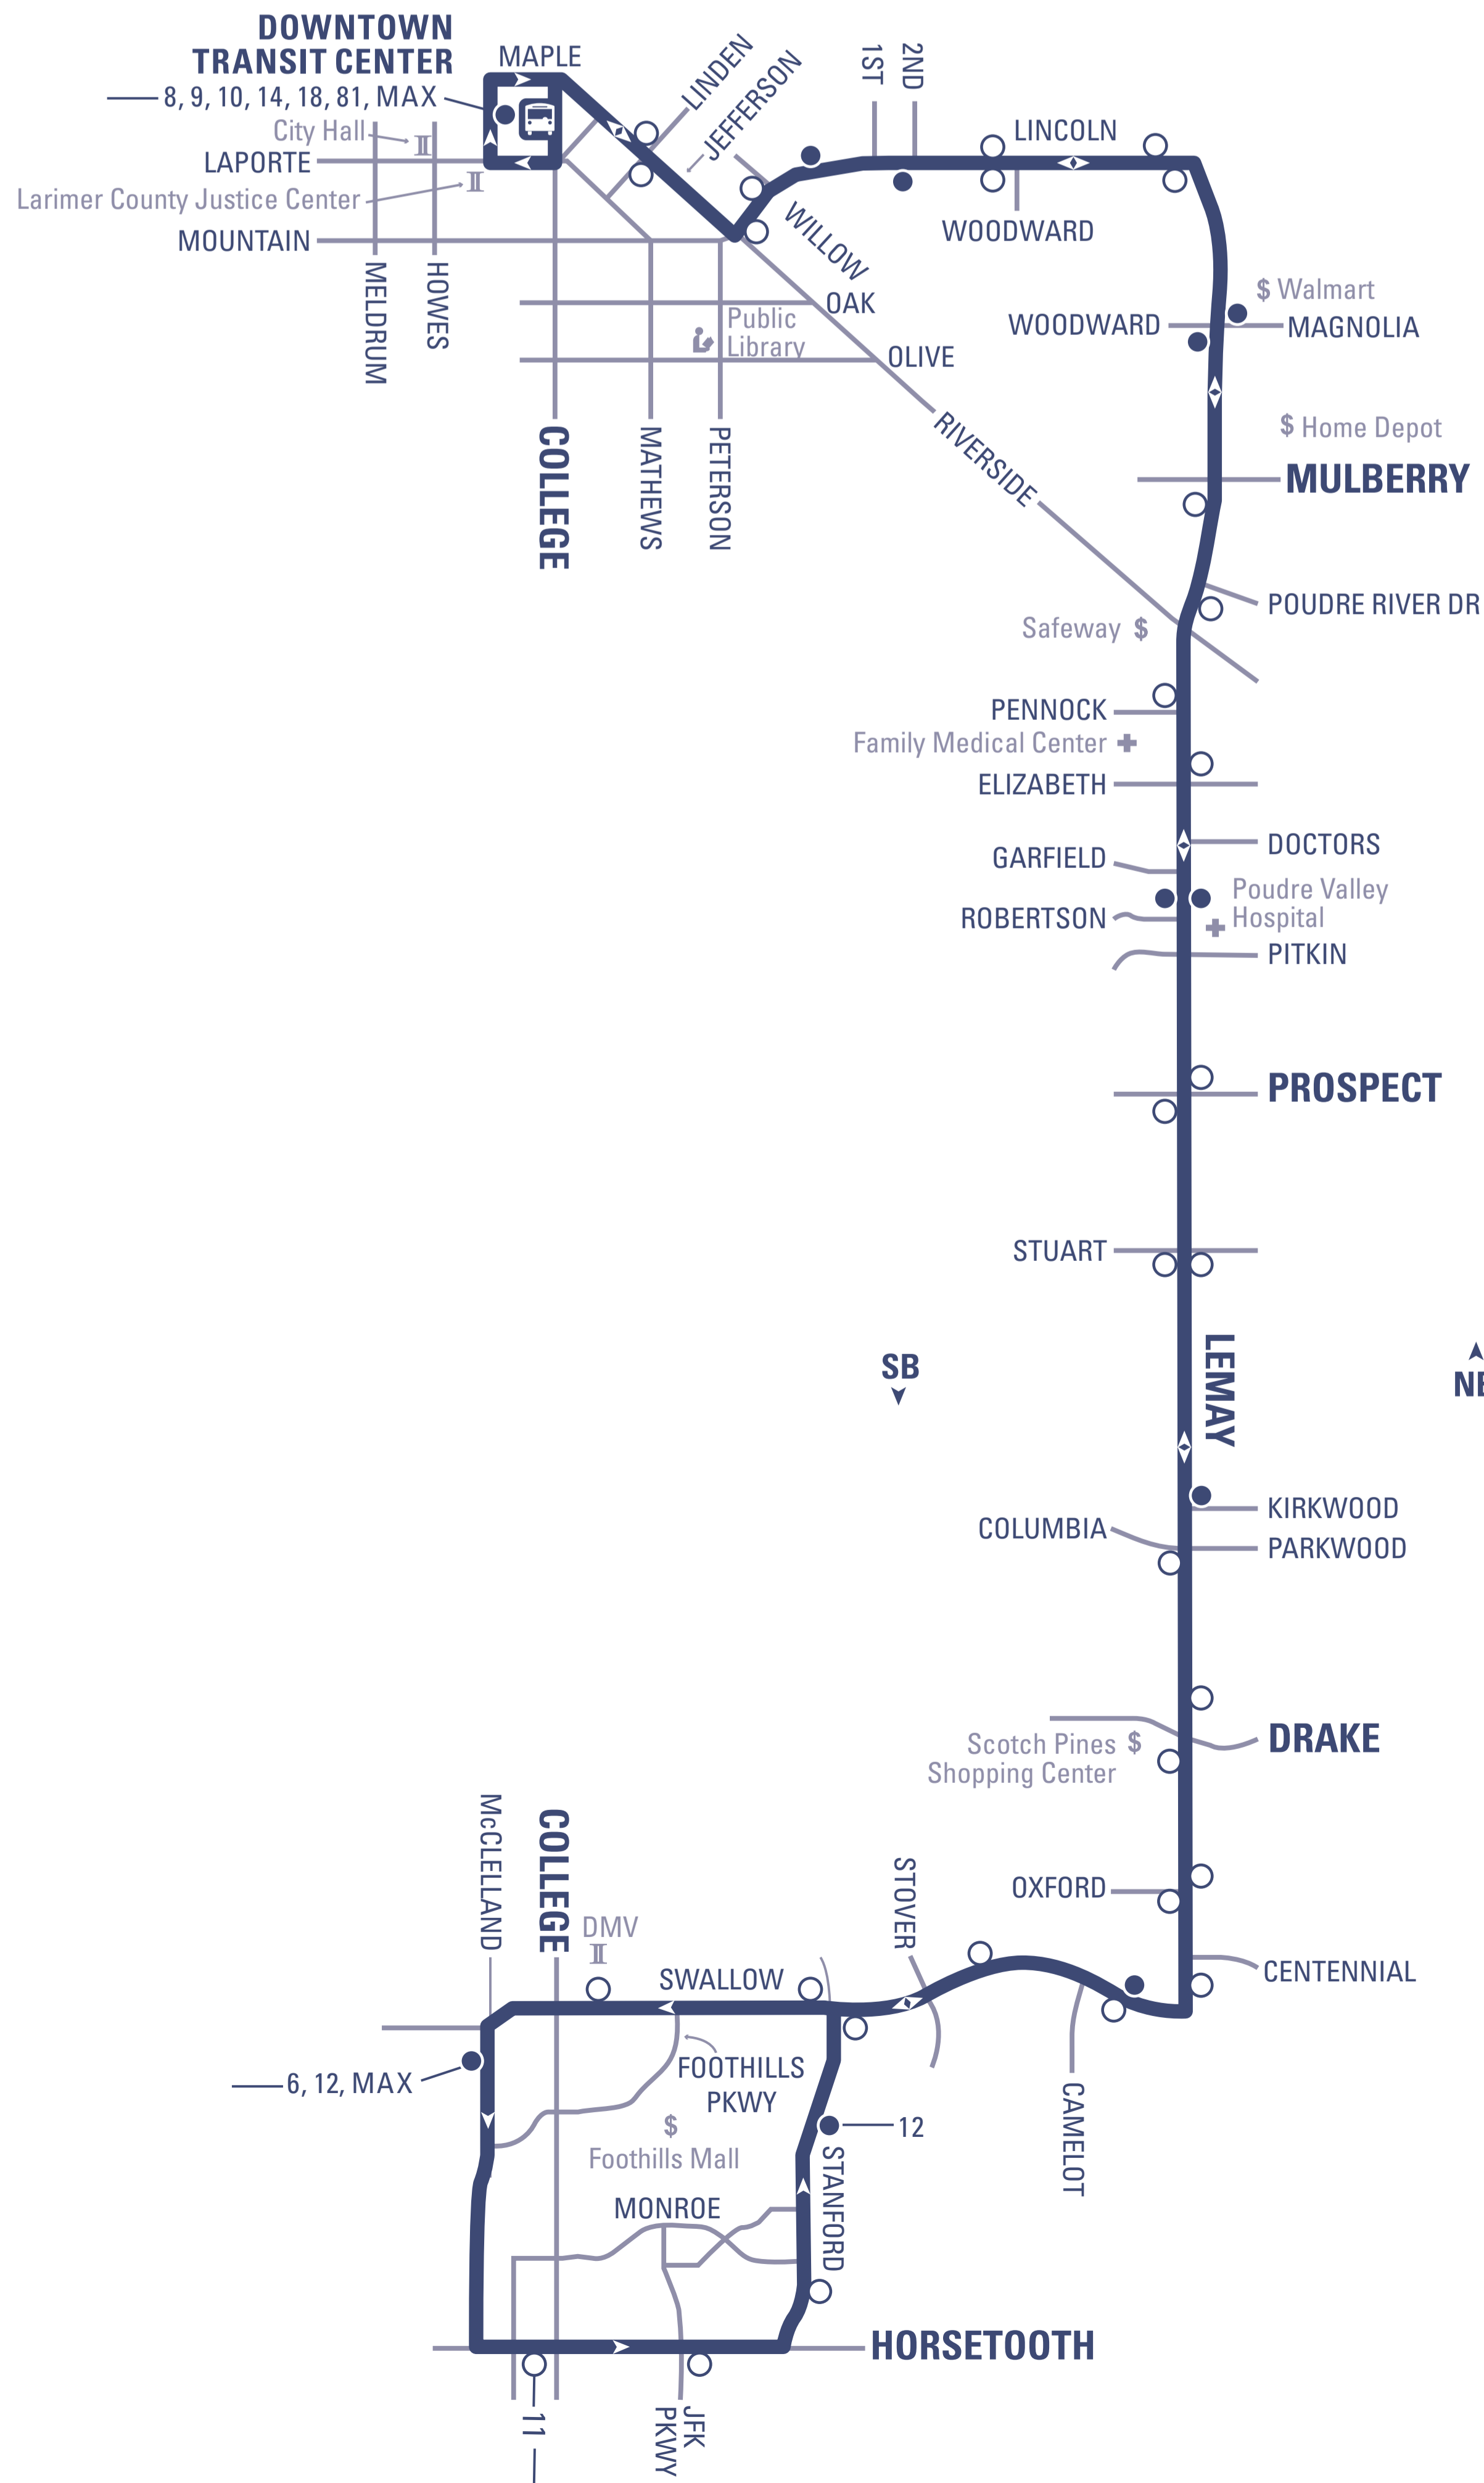 DOWNTOWN
TRANSIT CENTER
8, 9, 10, 14, 18, 81, MAX
MAPLE
LINDEN
JEFFERSON
1ST
2ND
LINCOLN
City Hall
LAPORTE
Larimer County Justice Center
MOUNTAIN
WILLOW
WOODWARD
MELDRUM
HOWES
OAK
Public
Library
OLIVE
$ Walmart
WOODWARD
MAGNOLIA
$ Home Depot
MULBERRY
COLLEGE
MATHEWS
PETERSON
RIVERSIDE
POUDRE RIVER DR
Safeway $
PENNOCK
Family Medical Center
ELIZABETH
DOCTORS
GARFIELD
Poudre Valley
Hospital
ROBERTSON
PITKIN
PROSPECT
STUART
LEMAY
SB
NB
KIRKWOOD
COLUMBIA
PARKWOOD
DRAKE
Scotch Pines $
Shopping Center
McCLELLAND
COLLEGE
DMV
STOVER
OXFORD
SWALLOW
CENTENNIAL
6, 12, MAX
FOOTHILLS
PKWY
$
Foothills Mall
12
STANFORD
CAMELOT
MONROE
HORSETOOTH
11
JFK
PKWY